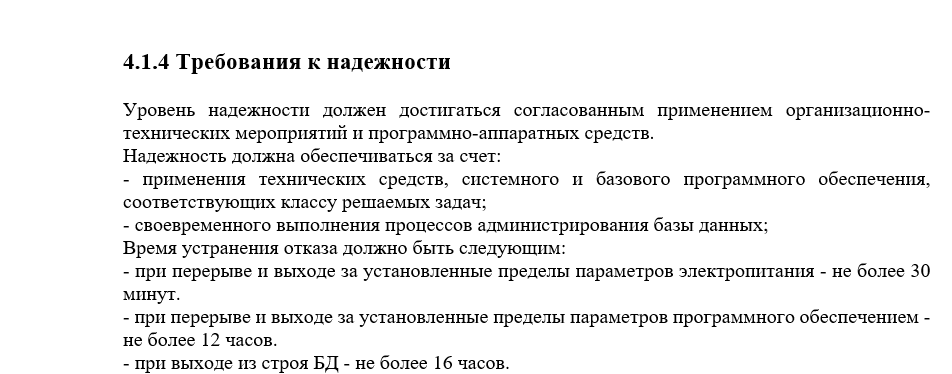 4.1.4 Требования к надежности
Уровень надежности должен достигаться согласованным применением организационно-
технических мероприятий и программно-аппаратных средств.
Надежность должна обеспечиваться за счет:
- применения технических средств, системного и базового программного обеспечения,
соответствующих классу решаемых задач;
- своевременного выполнения процессов администрирования базы данных;
Время устранения отказа должно быть следующим:
- при перерыве и выходе за установленные пределы параметров электропитания - не более 30
минут.
- при перерыве и выходе за установленные пределы параметров программного обеспечением -
не более 12 часов.
- при выходе из строя БД - не более 16 часов.